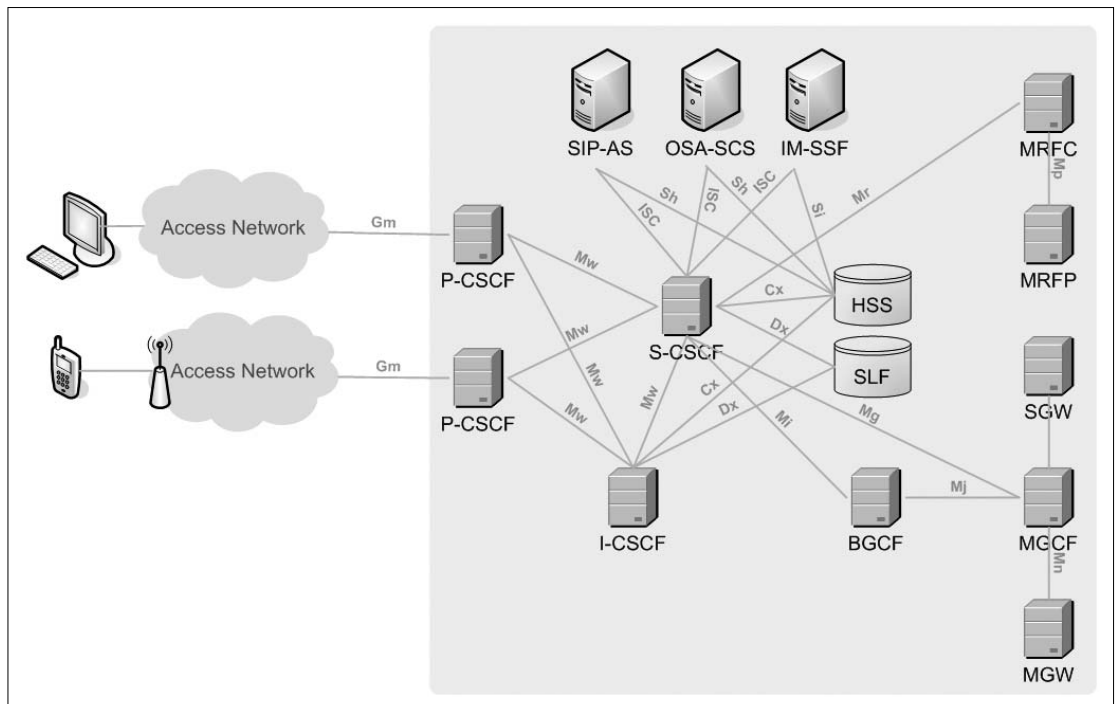 SIP-AS
OSA-SCS
IM-SSF
MRFC
Mp
MRFP
Sh
ISC
ISC
Sh
ISC
Si
Mr
Access Network
Gm
P-CSCF
Mw
Cx
HSS
S-CSCF
Dx
SLF
Access Network
Gm
P-CSCF
Mw
Mw
Mw
Mw
Cx
Dx
Mi
Mg
SGW
I-CSCF
BGCF
Mj
MGCF
Mn
MGW